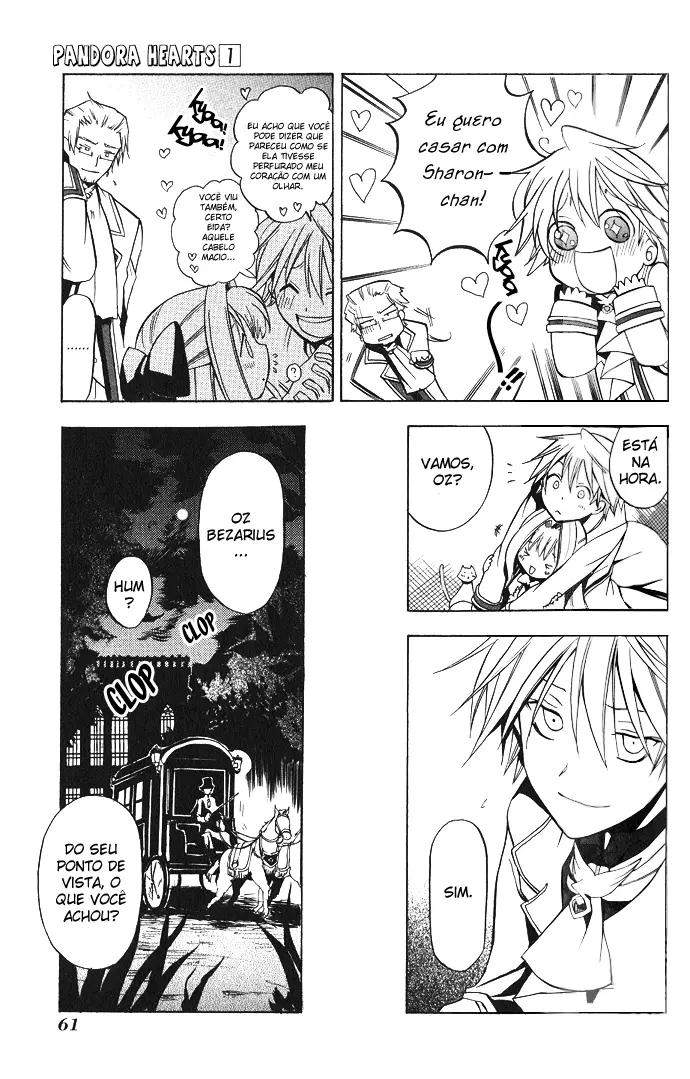 PANDORA HEARTS 1
Eu quero
casar com
Sharon-
chan!
kyaa
!!
kyaa!
kyaa!
EU ACHO QUE VOCÊ
PODE DIZER QUE
PARECEU COMO SE
ELA TIVESSE
PERFURADO MEU
CORAÇÃO COM UM
OLHAR.
VOCÊ VIU
TAMBÉM,
CERTO
EIDA?
AQUELE
CABELO
MACIO...
?
........
ESTÁ
NA
HORA.
VAMOS,
OZ?
SIM.
OZ
BEZARIUS
...
HUM
?
CLOP
CLOP
DO SEU
PONTO DE
VISTA, O
QUE VOCÊ
ACHOU?
61